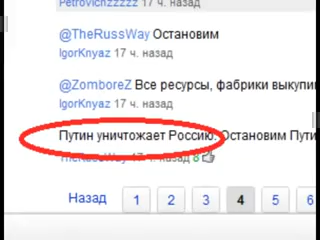 Petrovichzzzzz 17 ч. назад
@TheRussWay Остановим
IgorKnyaz 17 ч. назад
@ZomboreZ Все ресурсы, фабрики выкупи
IgorKnyaz 17 ч. назад
Путин уничтожает Россию. Остановим Пути
TheRussWay 17 ч. назад 8
Назад 1 2 3 4 5 6